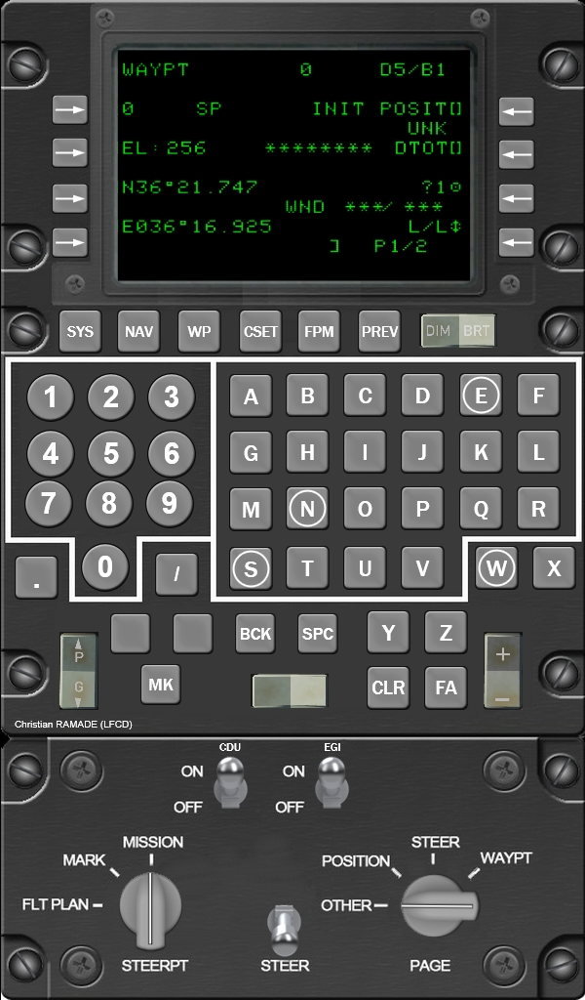 WAYPT 0 D5/B1
0 SP INIT POSIT[]
UNK
EL:256 ******** DTOT[]
N36°21.747 ?10
WND ***/ ***
E036°16.925 L/L
] P1/2
SYS NAV WP CSET FPM PREV DIM BRT
1 2 3 A B C D E F
4 5 6 G H I J K L
7 8 9 M N O P Q R
. 0 / S T U V W X
BCK SPC Y Z
P G MK CLR FA + −
Christian RAMADE (LFCD)
CDU EGI
ON ON
OFF OFF
MISSION STEER
MARK POSITION WAYPT
FLT PLAN OTHER
STEERPT STEER PAGE